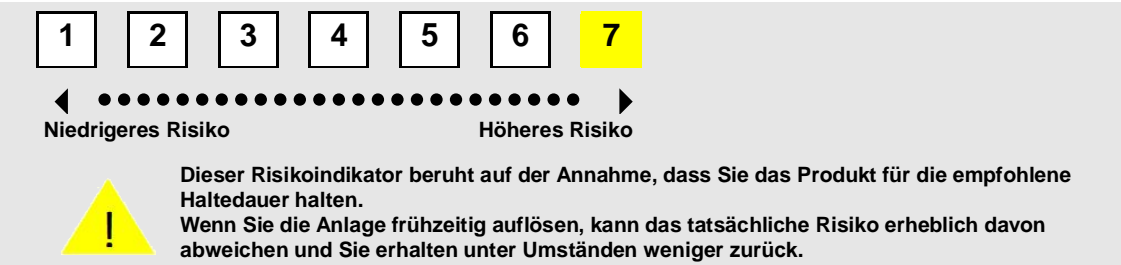 1 2 3 4 5 6 7
Niedrigeres Risiko Höheres Risiko
Dieser Risikoindikator beruht auf der Annahme, dass Sie das Produkt für die empfohlene
Haltedauer halten.
Wenn Sie die Anlage frühzeitig auflösen, kann das tatsächliche Risiko erheblich davon
abweichen und Sie erhalten unter Umständen weniger zurück.
!